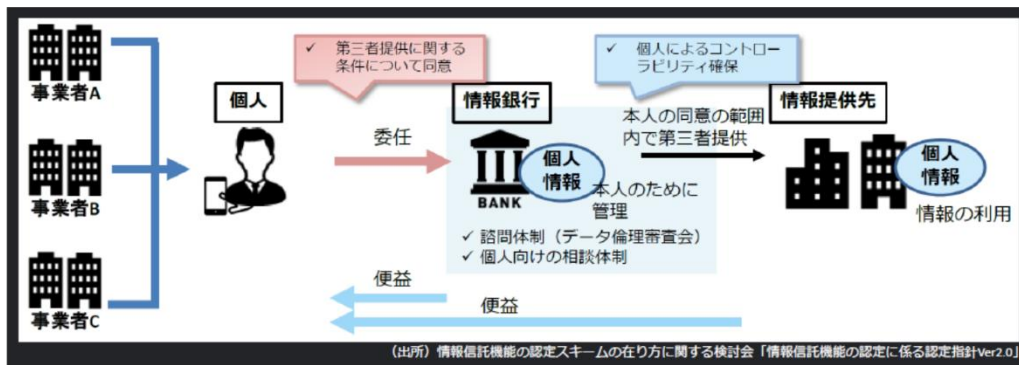 事業者A
事業者B
事業者C
個人
✓ 第三者提供に関する
条件について同意
委任
情報銀行
BANK
個人
情報
本人のために
管理
✓ 諮問体制（データ倫理審査会）
✓ 個人向けの相談体制
✓ 個人によるコントロー
ラビリティ確保
本人の同意の範囲
内で第三者提供
情報提供先
個人
情報
情報の利用
便益
便益
（出所）情報信託機能の認定スキームの在り方に関する検討会「情報信託機能の認定に係る認定指針Ver2.0」